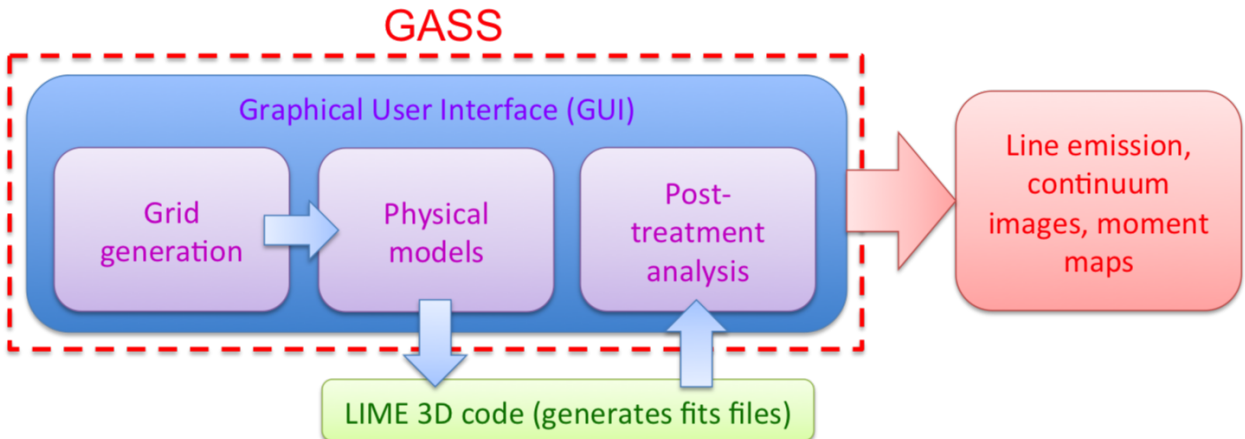 GASS
Graphical User Interface (GUI)
Grid
generation
Physical
models
Post-
treatment
analysis
Line emission,
continuum
images, moment
maps
LIME 3D code (generates fits files)